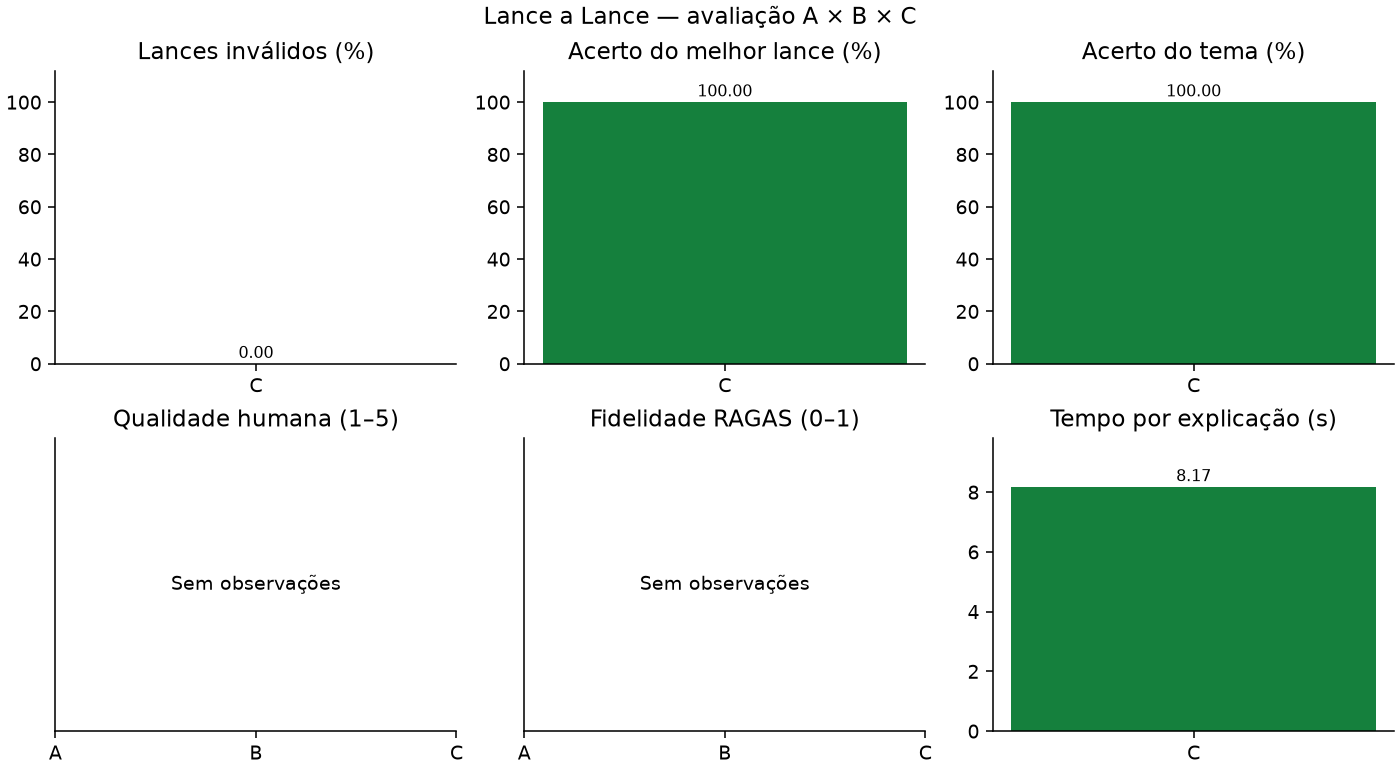 Lance a Lance — avaliação A × B × C
Lances inválidos (%)
100
80
60
40
20
0
0.00
C
Acerto do melhor lance (%)
100
80
60
40
20
0
100.00
C
Acerto do tema (%)
100
80
60
40
20
0
100.00
C
Qualidade humana (1–5)
Sem observações
A B C
Fidelidade RAGAS (0–1)
Sem observações
A B C
Tempo por explicação (s)
8
6
4
2
0
8.17
C